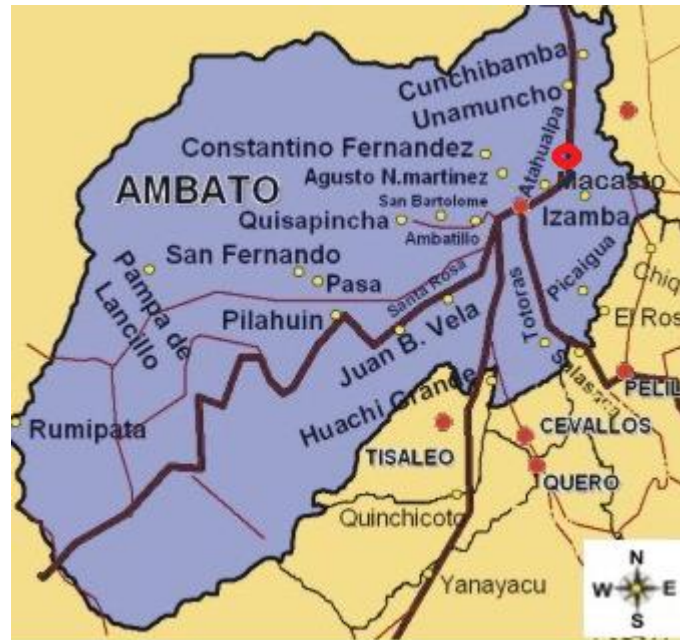 Cunchibamba
Unamuncho
Atahualpa
Constantino Fernandez
Agusto N.martinez
Macasto
AMBATO
San Bartolome
Izamba
Quisapincha
Ambatillo
San Fernando
Pasa
Pampa de
Lancillo
Santa Rosa
Picaigua
Chiq
Pilahuin
Totoras
El Ros
Juan B. Vela
Salasaca
Huachi Grande
PELIL
Rumipata
TISALEO
CEVALLOS
QUERO
Quinchicoto
Yanayacu
N
W E
S